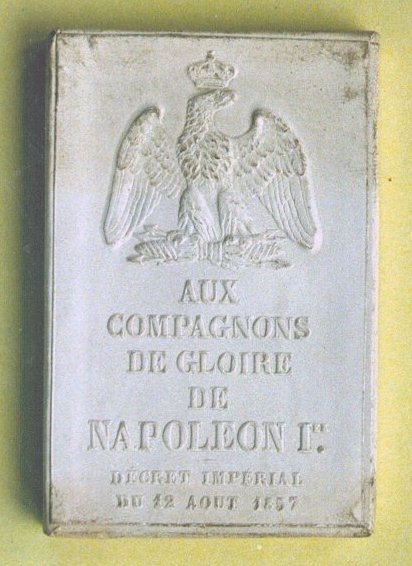 AUX
COMPAGNONS
DE GLOIRE
DE
NAPOLEON Iᵉʳ.
DÉCRET IMPÉRIAL
DU 12 AOUT 1857